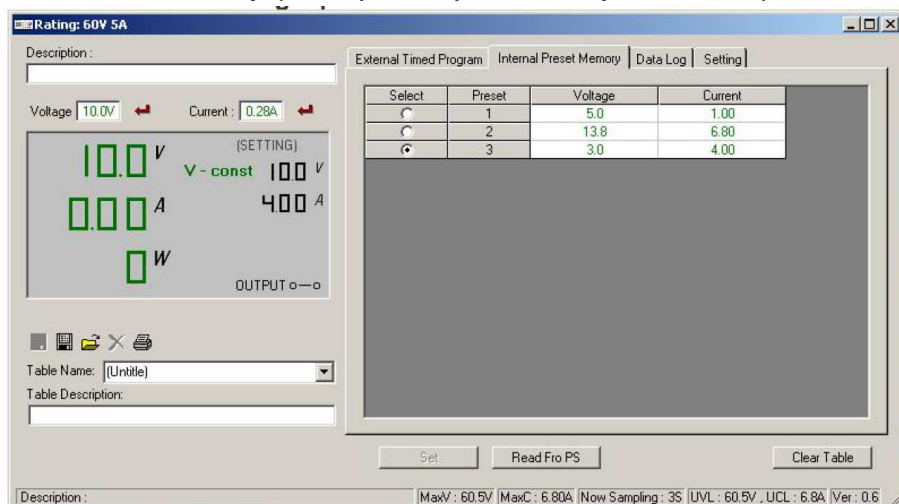 Rating: 60V 5A
Description :
Voltage 10.0V Current : 0.28A
10.0 V (SETTING)
V - const 10.0 V
0.00 A 4.00 A
0 W
OUTPUT
Table Name: (Untitle)
Table Description:
External Timed Program Internal Preset Memory Data Log Setting
Select Preset Voltage Current
1 5.0 1.00
2 13.8 6.80
3 3.0 4.00
Set Read Fro PS Clear Table
Description : MaxV : 60.5V MaxC : 6.80A Now Sampling : 3S UVL : 60.5V , UCL : 6.8A Ver : 0.6